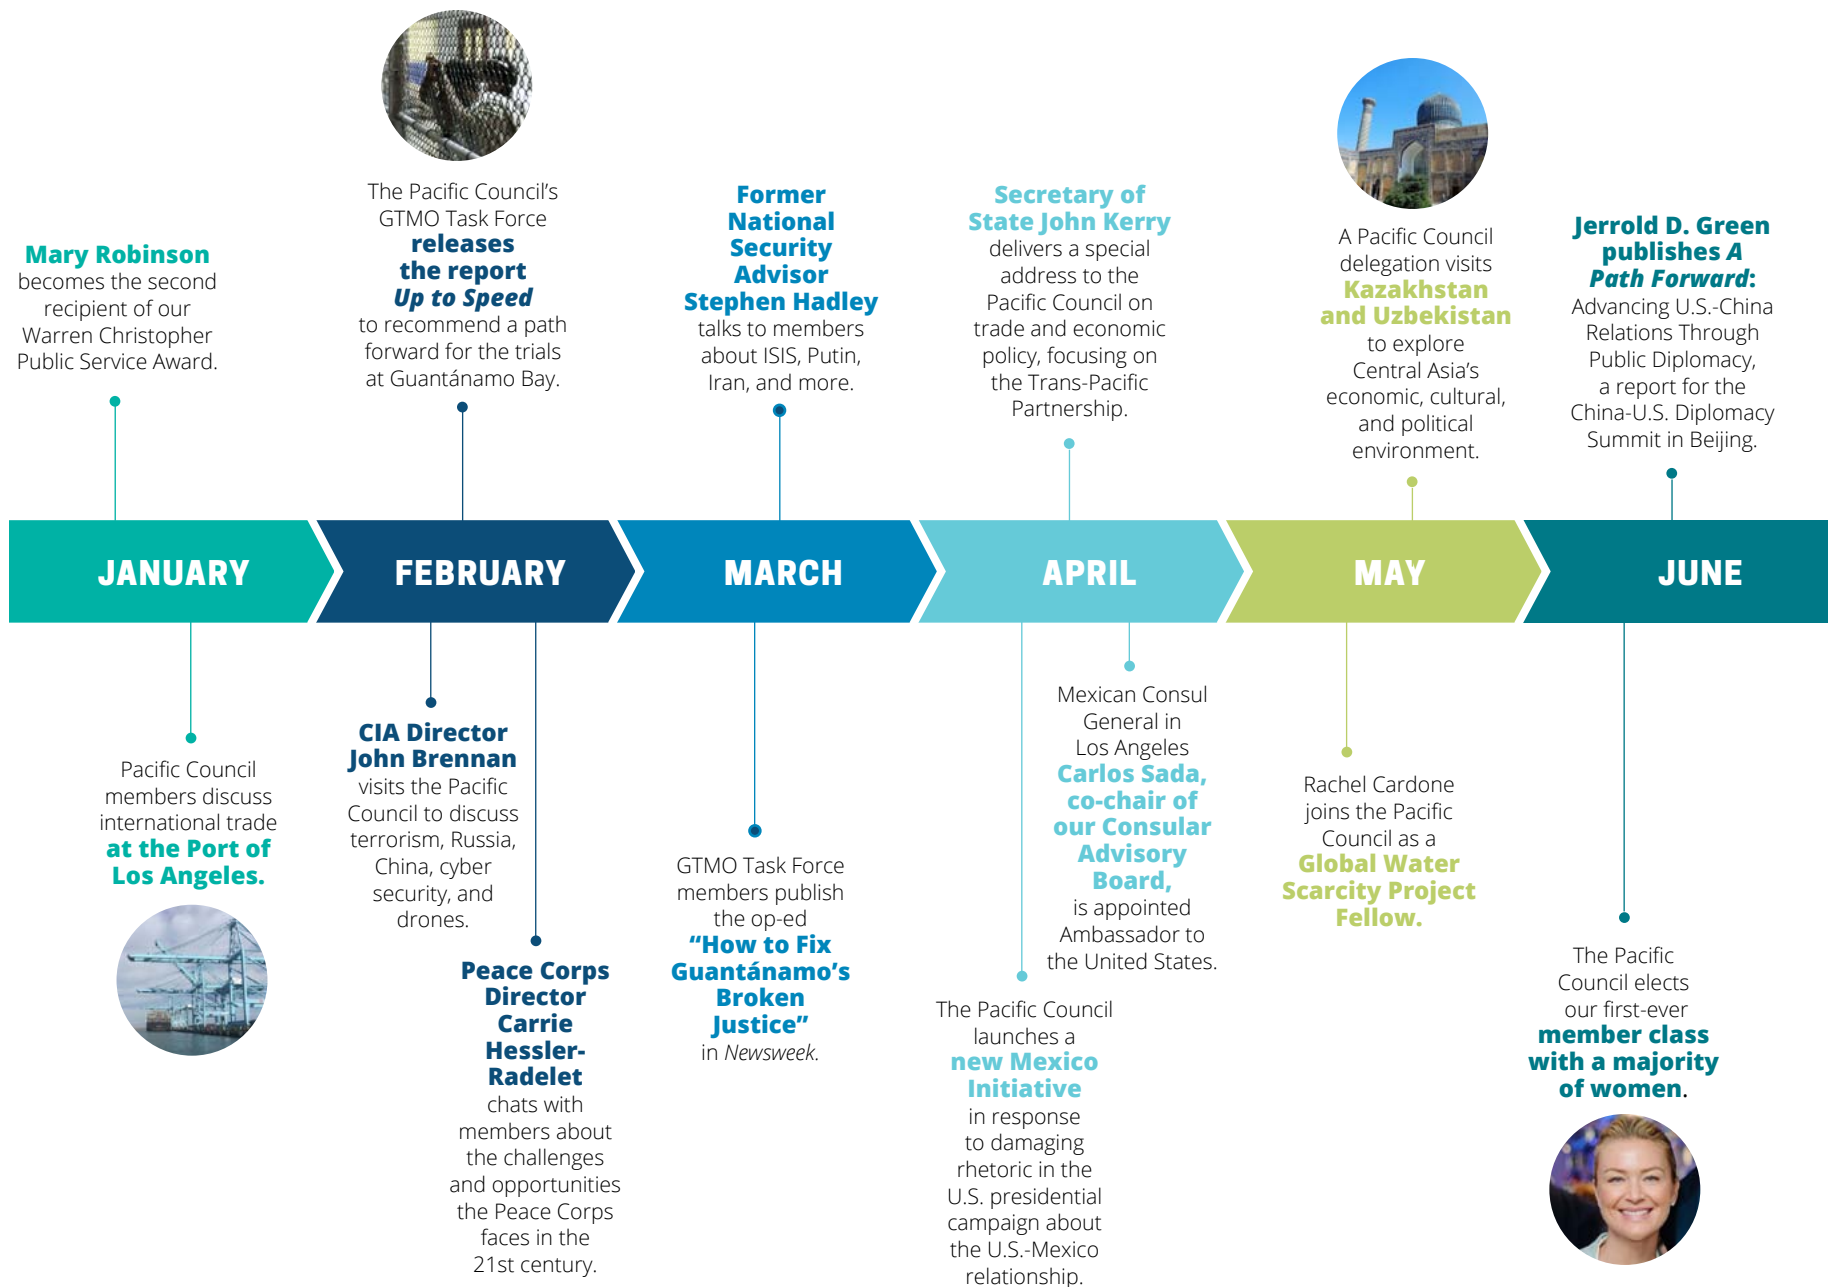 Mary Robinson
becomes the second
recipient of our
Warren Christopher
Public Service Award.
The Pacific Council’s
GTMO Task Force
releases
the report
Up to Speed
to recommend a path
forward for the trials
at Guantánamo Bay.
Former
National
Security
Advisor
Stephen Hadley
talks to members
about ISIS, Putin,
Iran, and more.
Secretary of
State John Kerry
delivers a special
address to the
Pacific Council on
trade and economic
policy, focusing on
the Trans-Pacific
Partnership.
A Pacific Council
delegation visits
Kazakhstan
and Uzbekistan
to explore
Central Asia’s
economic, cultural,
and political
environment.
Jerrold D. Green
publishes A
Path Forward:
Advancing U.S.-China
Relations Through
Public Diplomacy,
a report for the
China-U.S. Diplomacy
Summit in Beijing.
JANUARY
FEBRUARY
MARCH
APRIL
MAY
JUNE
Pacific Council
members discuss
international trade
at the Port of
Los Angeles.
CIA Director
John Brennan
visits the Pacific
Council to discuss
terrorism, Russia,
China, cyber
security, and
drones.
Peace Corps
Director
Carrie
Hessler-
Radelet
chats with
members about
the challenges
and opportunities
the Peace Corps
faces in the
21st century.
GTMO Task Force
members publish
the op-ed
“How to Fix
Guantánamo’s
Broken
Justice”
in Newsweek.
The Pacific Council
launches a
new Mexico
Initiative
in response
to damaging
rhetoric in the
U.S. presidential
campaign about
the U.S.-Mexico
relationship.
Mexican Consul
General in
Los Angeles
Carlos Sada,
co-chair of
our Consular
Advisory
Board,
is appointed
Ambassador to
the United States.
Rachel Cardone
joins the Pacific
Council as a
Global Water
Scarcity Project
Fellow.
The Pacific
Council elects
our first-ever
member class
with a majority
of women.